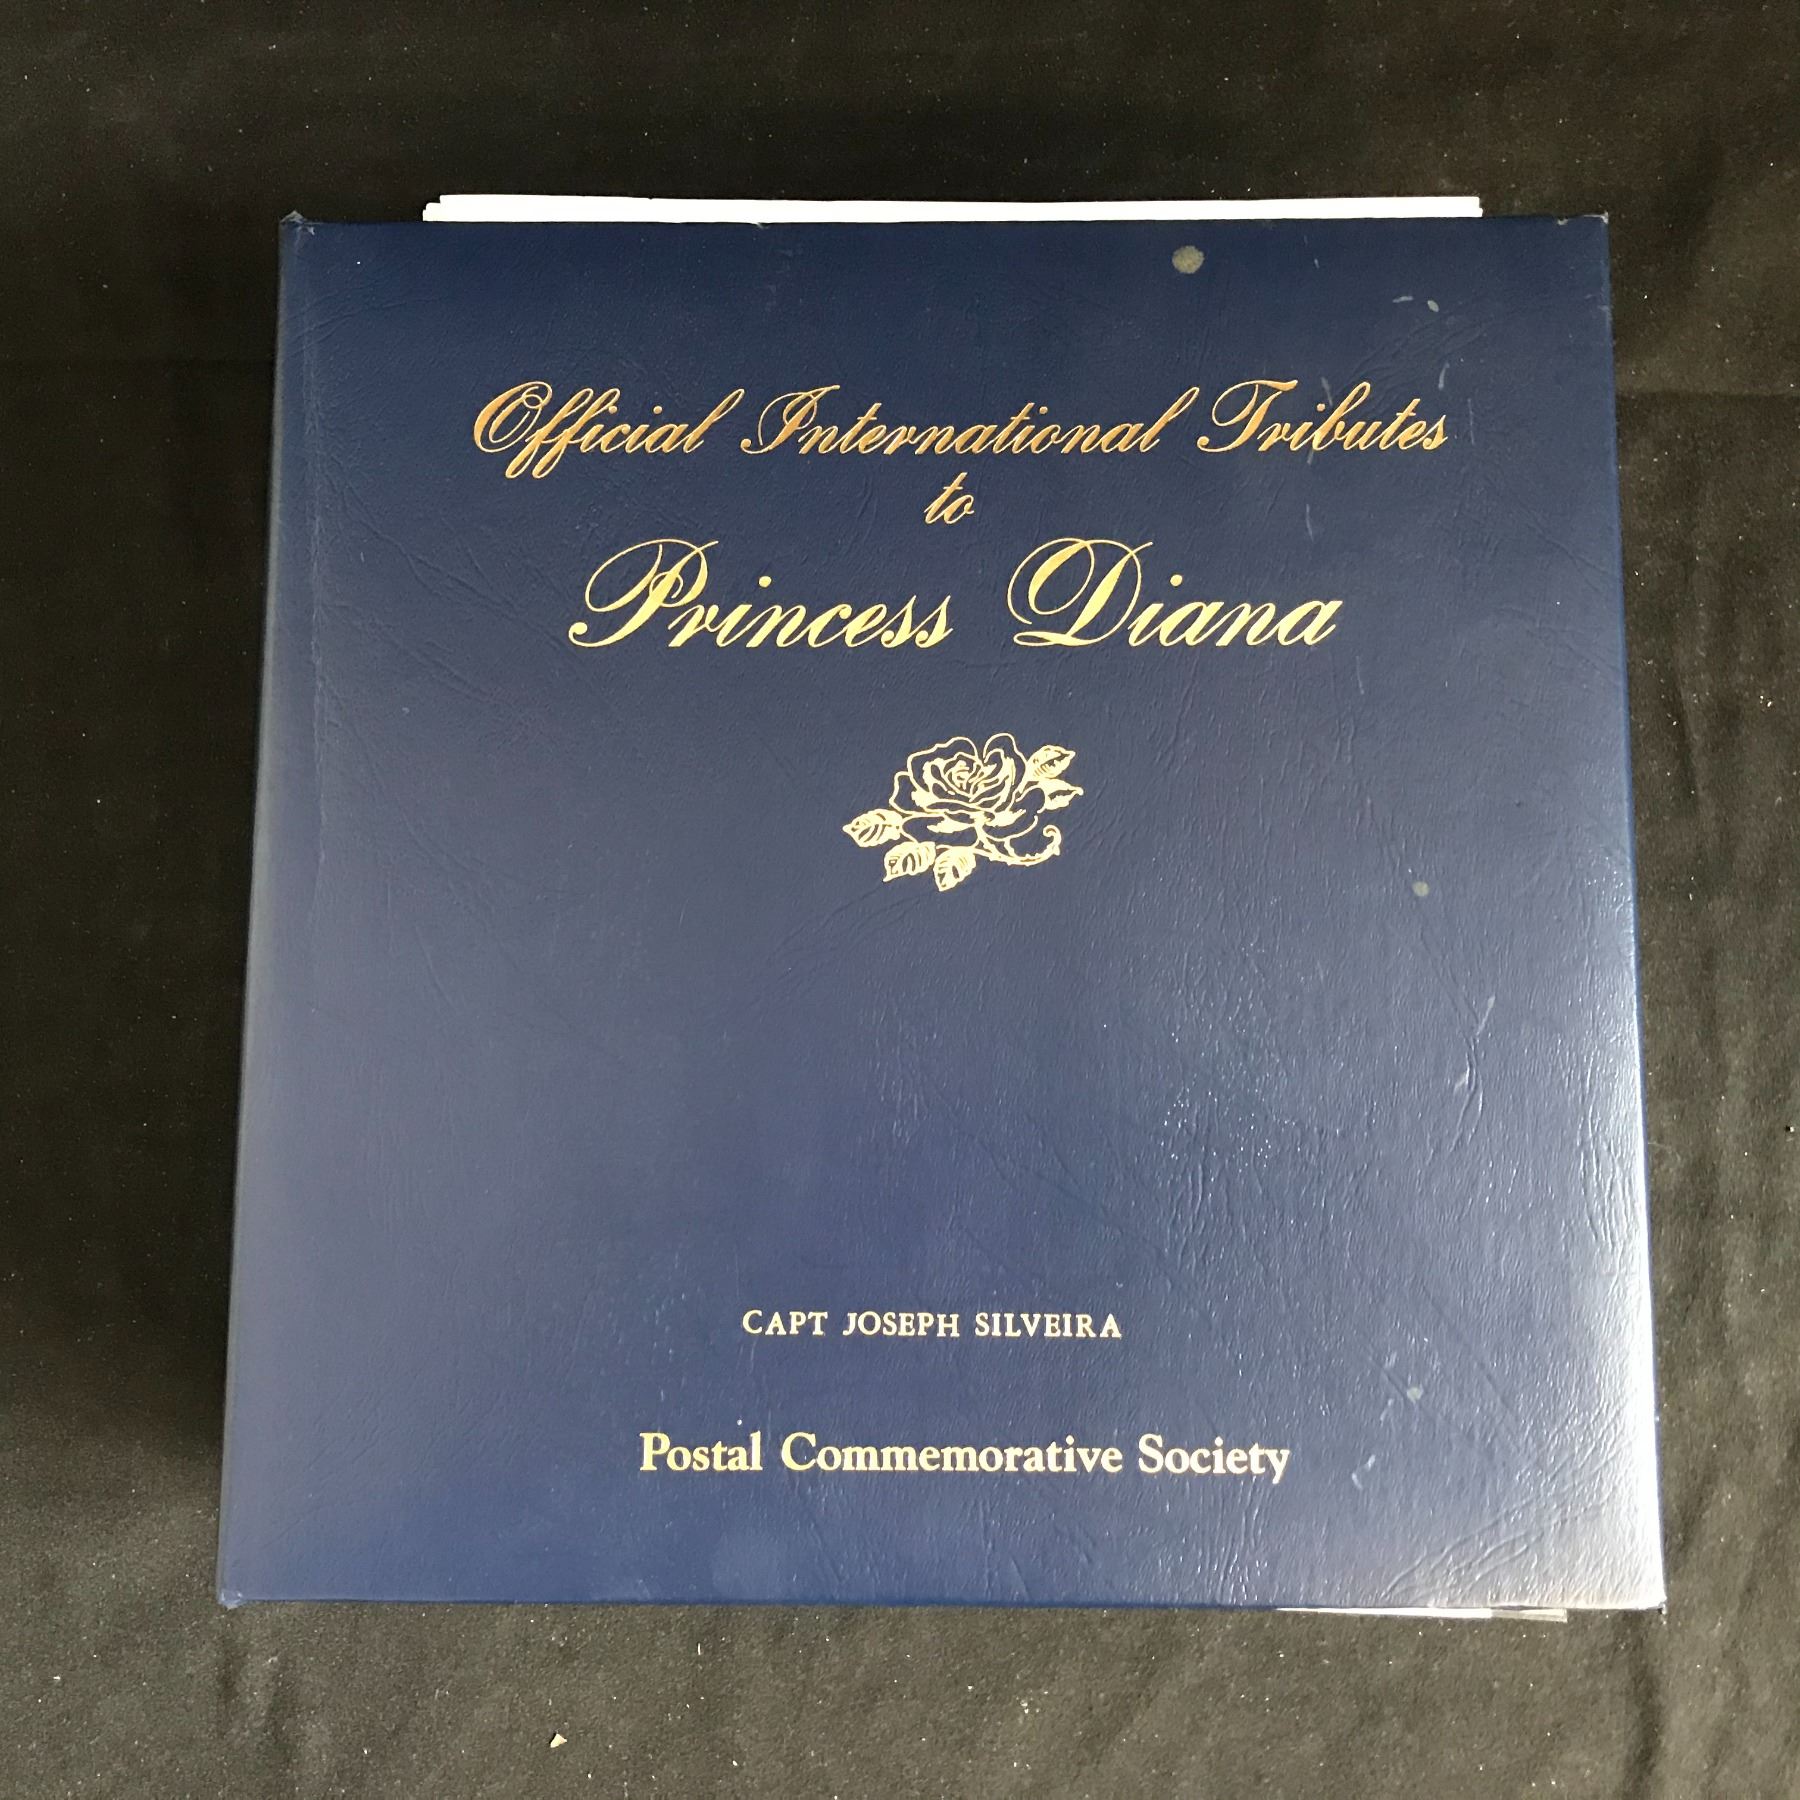 Official International Tributes
to
Princess Diana
CAPT JOSEPH SILVEIRA
Postal Commemorative Society